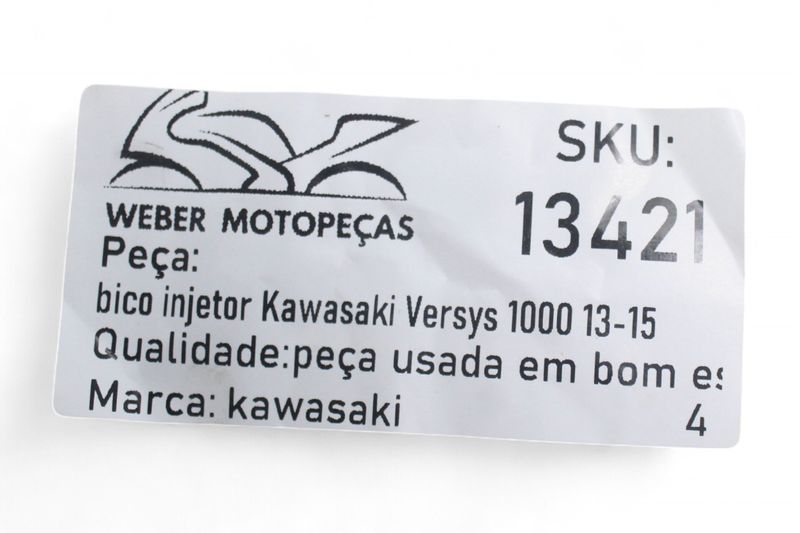 WEBER MOTOPEÇAS
SKU:
13421
Peça:
bico injetor Kawasaki Versys 1000 13-15
Qualidade:peça usada em bom es
Marca: kawasaki
4